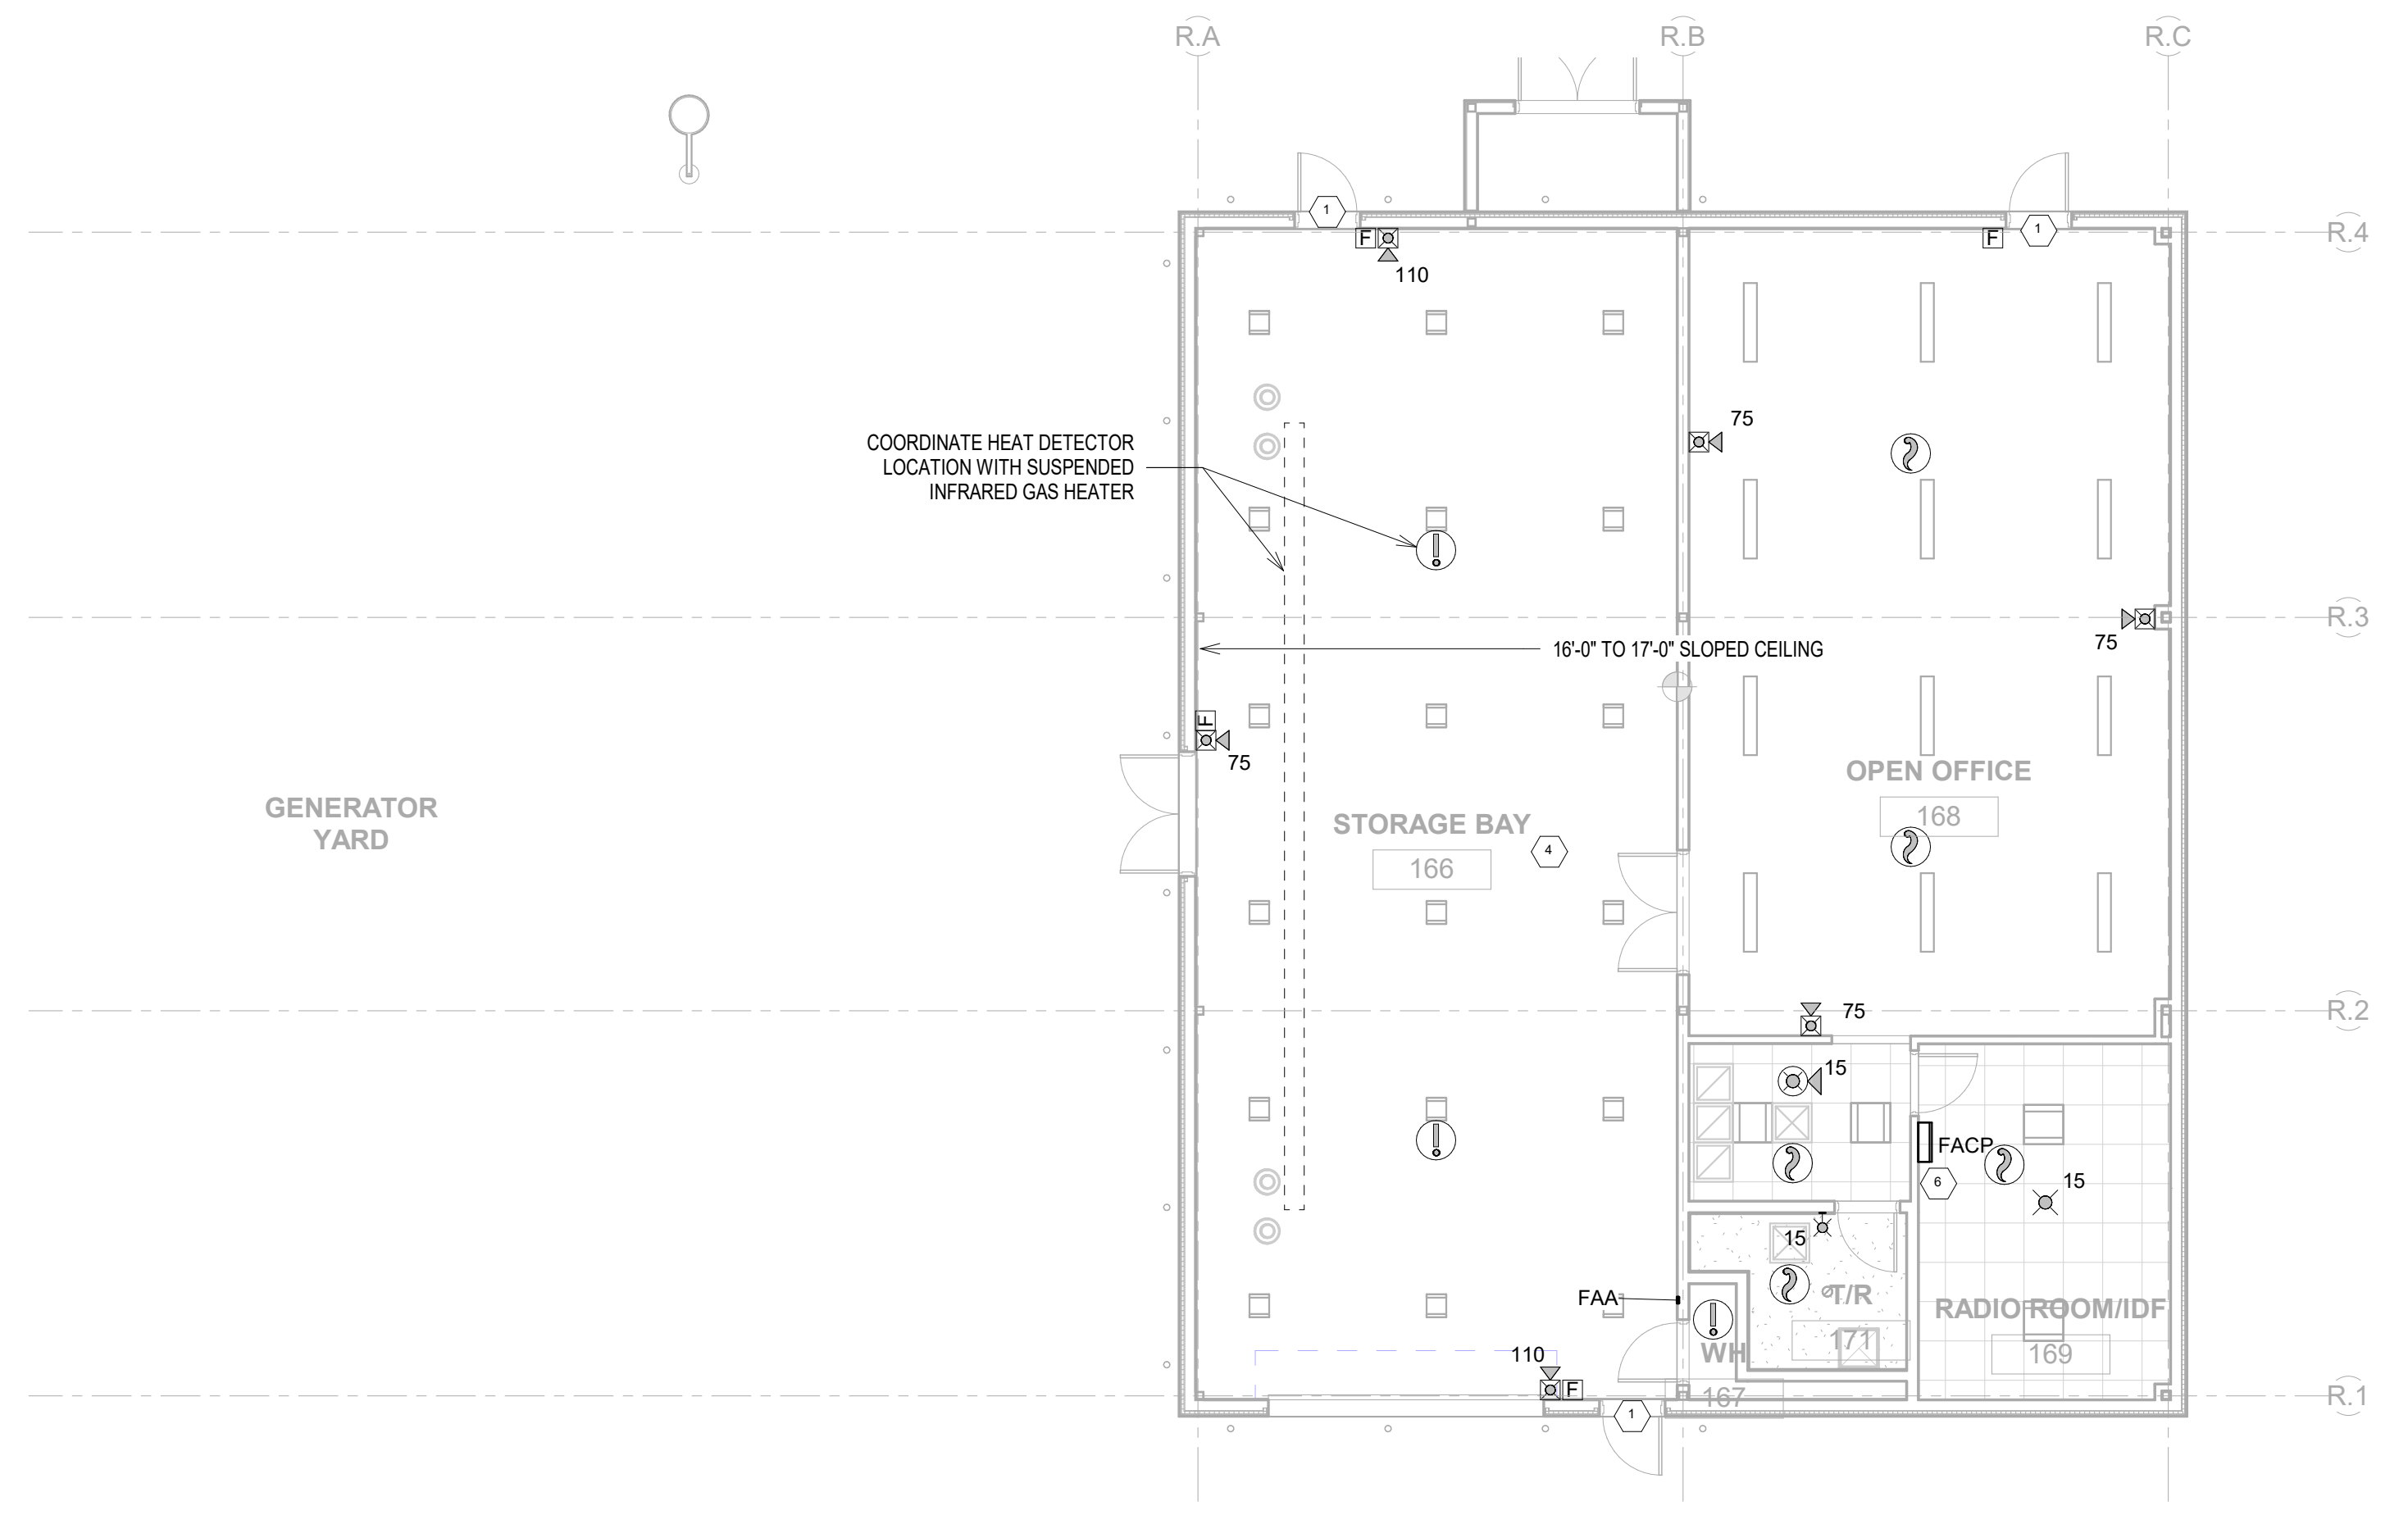 R.A
R.B
R.C
1
1
R.4
F
F
110
75
COORDINATE HEAT DETECTOR
LOCATION WITH SUSPENDED
INFRARED GAS HEATER
R.3
16'-0" TO 17'-0" SLOPED CEILING
75
F
75
OPEN OFFICE
168
GENERATOR
YARD
STORAGE BAY
166
4
R.2
75
15
FACP
6
15
15
FAA
T/R
171
RADIO ROOM/IDF
169
WH
167
110
F
R.1
1